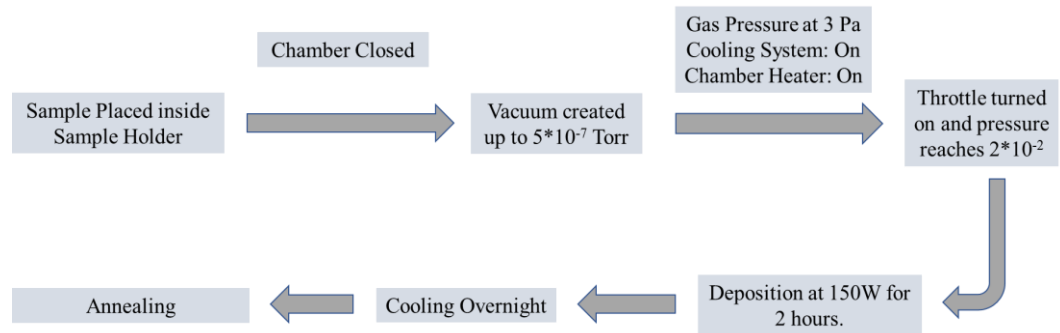 Sample Placed inside
Sample Holder
Chamber Closed
Vacuum created
up to 5*10⁻⁷ Torr
Gas Pressure at 3 Pa
Cooling System: On
Chamber Heater: On
Throttle turned
on and pressure
reaches 2*10⁻²
Deposition at 150W for
2 hours.
Cooling Overnight
Annealing